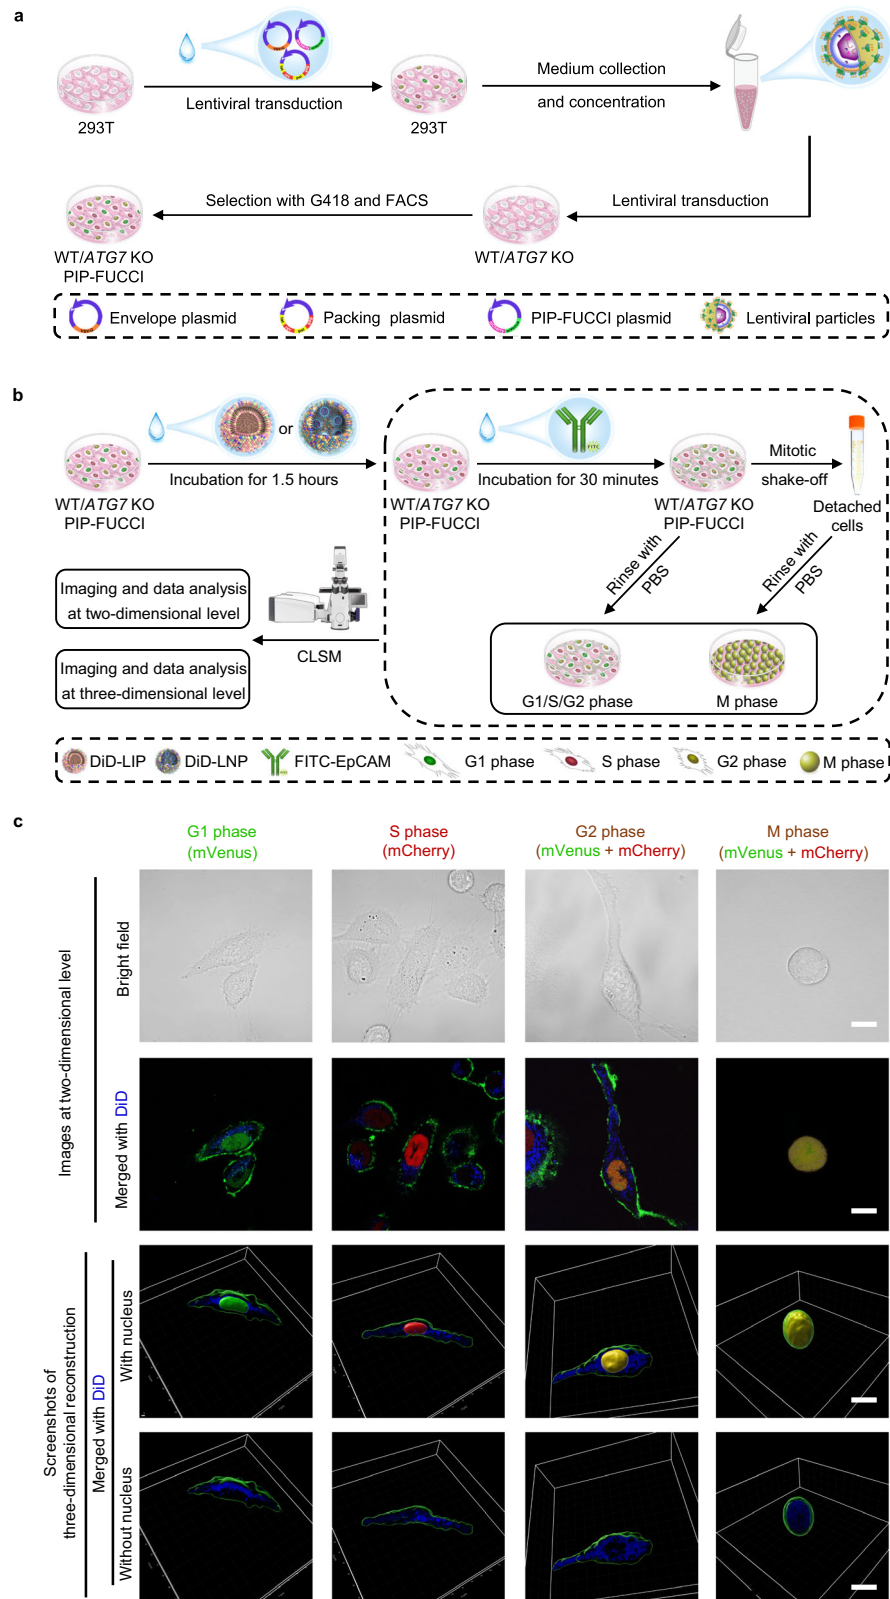 a
Lentiviral transduction
Medium collection
and concentration
293T
293T
Selection with G418 and FACS
Lentiviral transduction
WT/ATG7 KO
PIP-FUCCI
WT/ATG7 KO
Envelope plasmid
Packing plasmid
PIP-FUCCI plasmid
Lentiviral particles
b
or
FITC
Incubation for 1.5 hours
Incubation for 30 minutes
Mitotic
shake-off
WT/ATG7 KO
PIP-FUCCI
WT/ATG7 KO
PIP-FUCCI
WT/ATG7 KO
PIP-FUCCI
Detached
cells
Rinse with
PBS
Rinse with
PBS
Imaging and data analysis
at two-dimensional level
CLSM
Imaging and data analysis
at three-dimensional level
G1/S/G2 phase
M phase
DiD-LIP
DiD-LNP
FITC-EpCAM
G1 phase
S phase
G2 phase
M phase
c
G1 phase
(mVenus)
S phase
(mCherry)
G2 phase
(mVenus + mCherry)
M phase
(mVenus + mCherry)
Images at two-dimensional level
Bright field
Merged with DiD
Screenshots of
three-dimensional reconstruction
Merged with DiD
With nucleus
Without nucleus